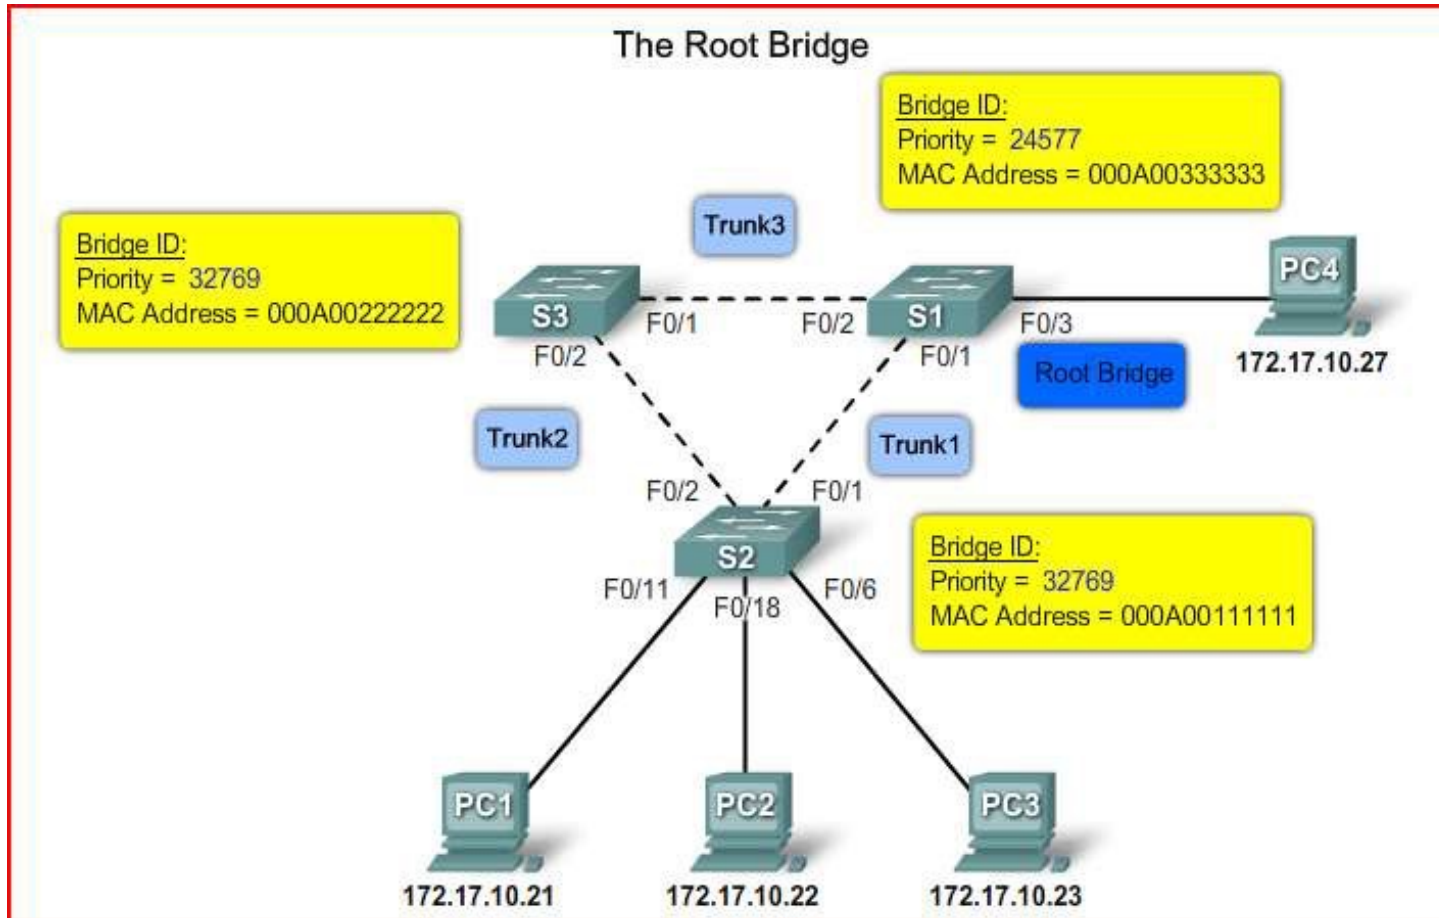 The Root Bridge
Bridge ID:
Priority = 24577
MAC Address = 000A00333333
Trunk3
Bridge ID:
Priority = 32769
MAC Address = 000A00222222
PC4
S3
S1
F0/1
F0/2
F0/3
F0/2
F0/1
172.17.10.27
Root Bridge
Trunk2
Trunk1
F0/2
F0/1
S2
Bridge ID:
Priority = 32769
MAC Address = 000A00111111
F0/11
F0/18
F0/6
PC1
PC2
PC3
172.17.10.21
172.17.10.22
172.17.10.23